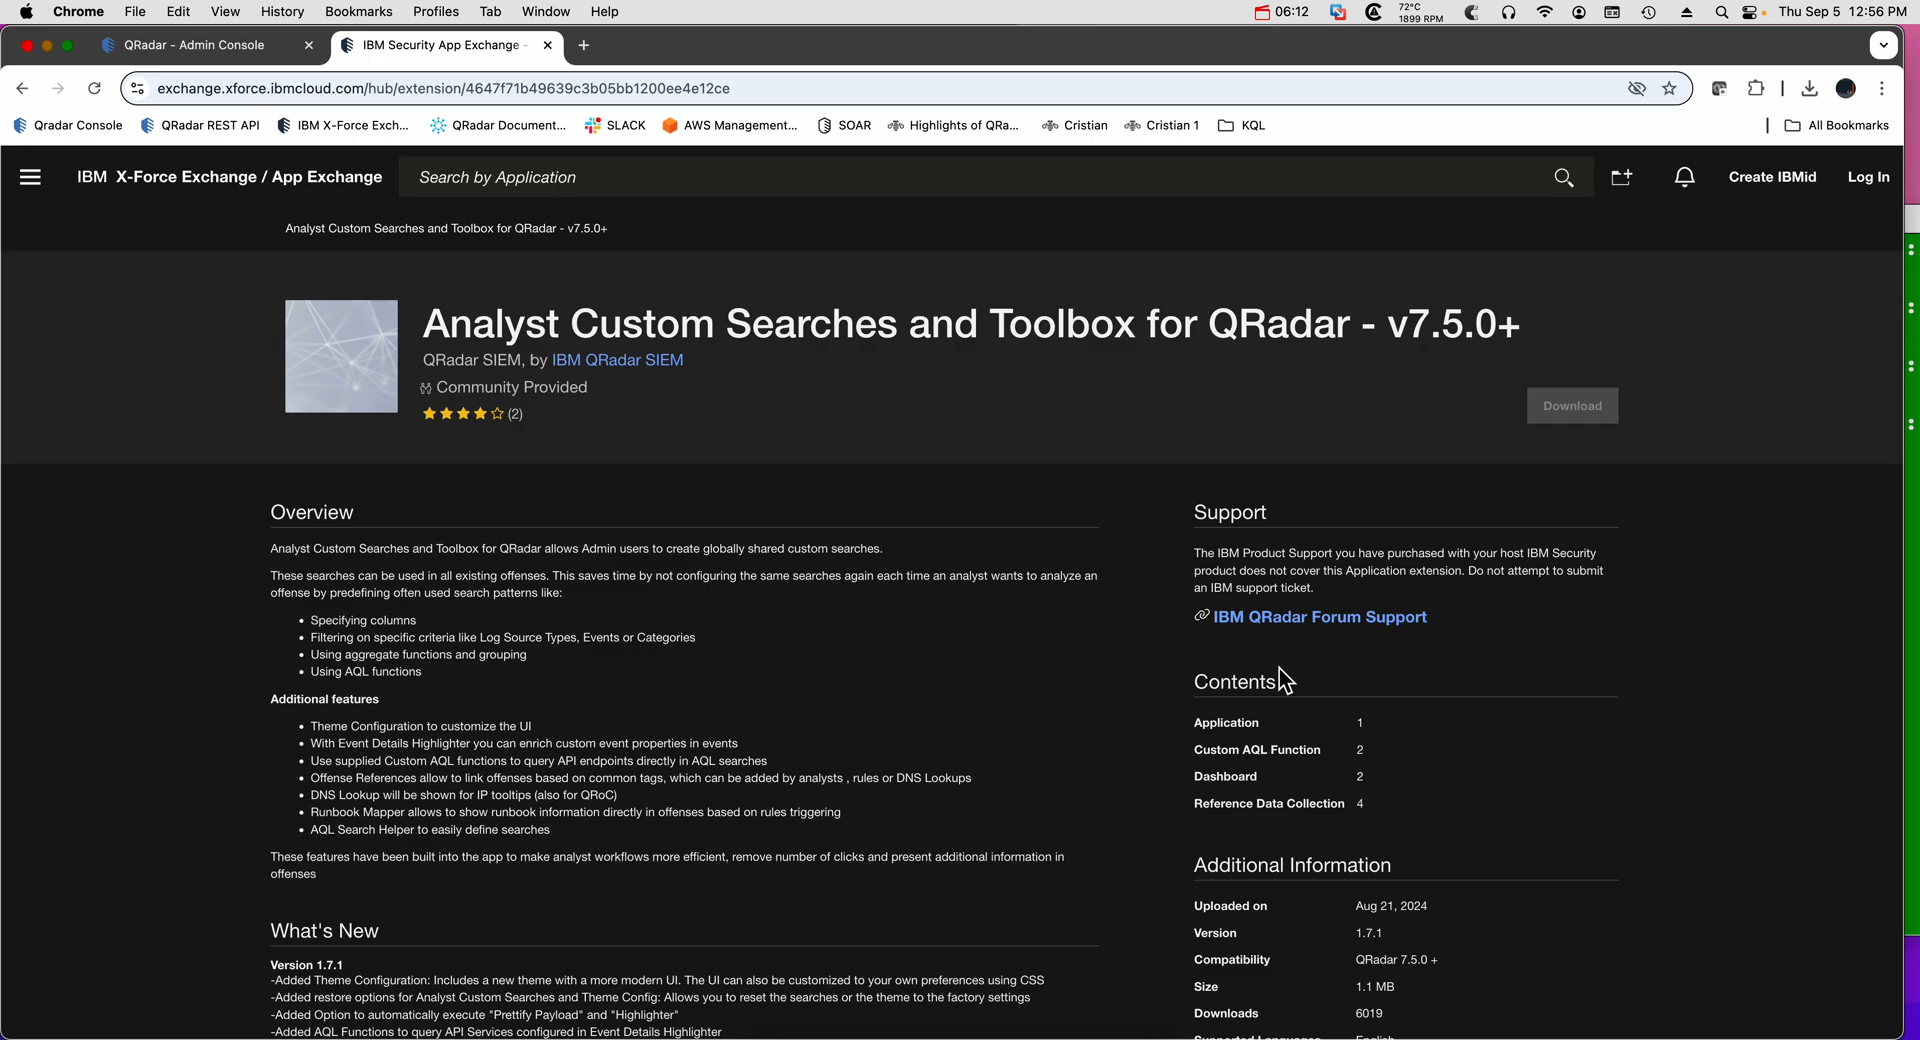 Chrome File Edit View History Bookmarks Profiles Tab Window Help 06:12 72°C 1899 RPM Thu Sep 5 12:56 PM
QRadar - Admin Console
IBM Security App Exchange -
exchange.xforce.ibmcloud.com/hub/extension/4647f71b49639c3b05bb1200ee4e12ce
Qradar Console QRadar REST API IBM X-Force Exch... QRadar Document... SLACK AWS Management... SOAR Highlights of QRa... Cristian Cristian 1 KQL All Bookmarks
IBM X-Force Exchange / App Exchange Search by Application Create IBMid Log In
Analyst Custom Searches and Toolbox for QRadar - v7.5.0+
Analyst Custom Searches and Toolbox for QRadar - v7.5.0+
QRadar SIEM, by IBM QRadar SIEM
Community Provided
(2)
Download
Overview
Analyst Custom Searches and Toolbox for QRadar allows Admin users to create globally shared custom searches.
These searches can be used in all existing offenses. This saves time by not configuring the same searches again each time an analyst wants to analyze an
offense by predefining often used search patterns like:
• Specifying columns
• Filtering on specific criteria like Log Source Types, Events or Categories
• Using aggregate functions and grouping
• Using AQL functions
Additional features
• Theme Configuration to customize the UI
• With Event Details Highlighter you can enrich custom event properties in events
• Use supplied Custom AQL functions to query API endpoints directly in AQL searches
• Offense References allow to link offenses based on common tags, which can be added by analysts , rules or DNS Lookups
• DNS Lookup will be shown for IP tooltips (also for QRoC)
• Runbook Mapper allows to show runbook information directly in offenses based on rules triggering
• AQL Search Helper to easily define searches
These features have been built into the app to make analyst workflows more efficient, remove number of clicks and present additional information in
offenses
What's New
Version 1.7.1
-Added Theme Configuration: Includes a new theme with a more modern UI. The UI can also be customized to your own preferences using CSS
-Added restore options for Analyst Custom Searches and Theme Config: Allows you to reset the searches or the theme to the factory settings
-Added Option to automatically execute "Prettify Payload" and "Highlighter"
-Added AQL Functions to query API Services configured in Event Details Highlighter
Support
The IBM Product Support you have purchased with your host IBM Security
product does not cover this Application extension. Do not attempt to submit
an IBM support ticket.
IBM QRadar Forum Support
Contents
Application 1
Custom AQL Function 2
Dashboard 2
Reference Data Collection 4
Additional Information
Uploaded on Aug 21, 2024
Version 1.7.1
Compatibility QRadar 7.5.0 +
Size 1.1 MB
Downloads 6019